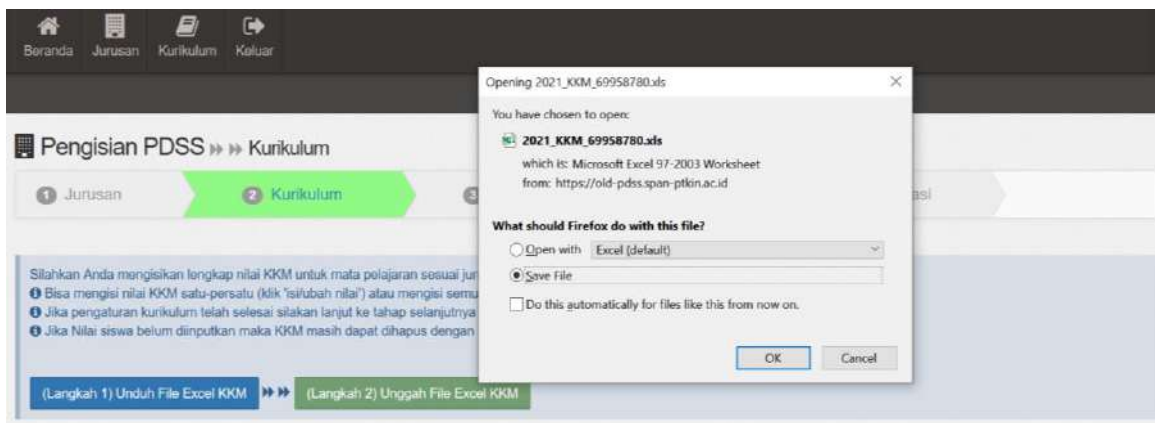 Beranda Jurusan Kurikulum Keluar
Pengisian PDSS Kurikulum
1 Jurusan
2 Kurikulum
3
asi
Silahkan Anda mengisikan lengkap nilai KKM untuk mata pelajaran sesuai jur
Bisa mengisi nilai KKM satu-persatu (klik 'isi/ubah nilai') atau mengisi semu
Jika pengaturan kurikulum telah selesai silakan lanjut ke tahap selanjutnya
Jika Nilai siswa belum diinputkan maka KKM masih dapat dihapus dengan
(Langkah 1) Unduh File Excel KKM
(Langkah 2) Unggah File Excel KKM
Opening 2021_KKM_69958780.xls
You have chosen to open:
2021_KKM_69958780.xls
which is: Microsoft Excel 97-2003 Worksheet
from: https://old-pdss.span-ptkin.ac.id
What should Firefox do with this file?
Open with Excel (default)
Save File
Do this automatically for files like this from now on.
OK Cancel